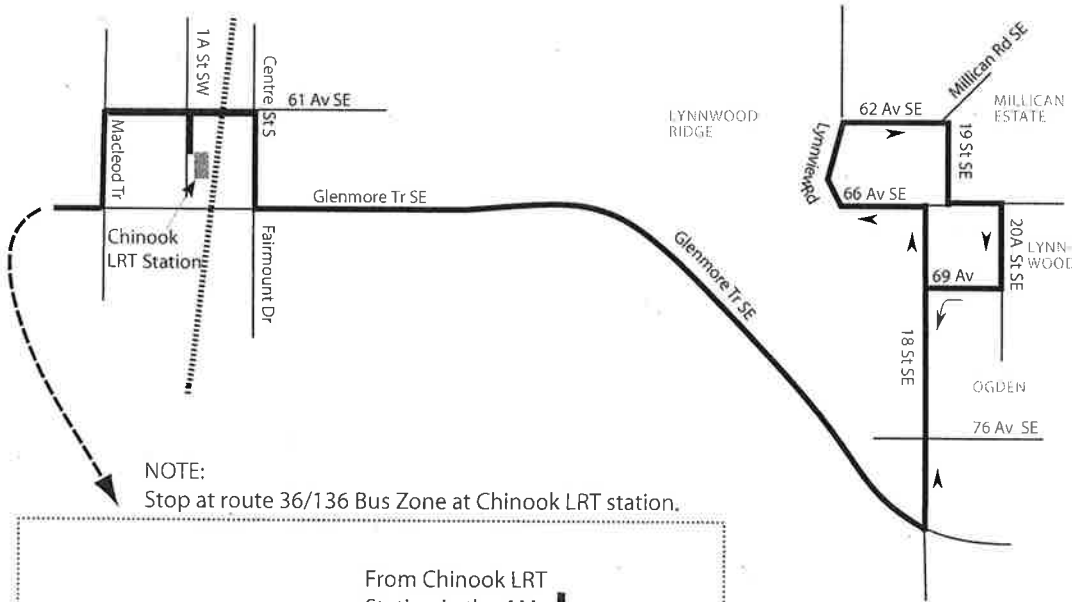 1A St SW
Centre St S
61 Av SE
Macleod Tr
Chinook
LRT Station
Glenmore Tr SE
Fairmount Dr
Glenmore Tr SE
LYNNWOOD
RIDGE
Millican Rd SE
MILLICAN
ESTATE
62 Av SE
19 St SE
Lynnview Rd
66 Av SE
20A St SE
LYNN-
WOOD
69 Av
18 St SE
OGDEN
76 Av SE
NOTE:
Stop at route 36/136 Bus Zone at Chinook LRT station.
From Chinook LRT